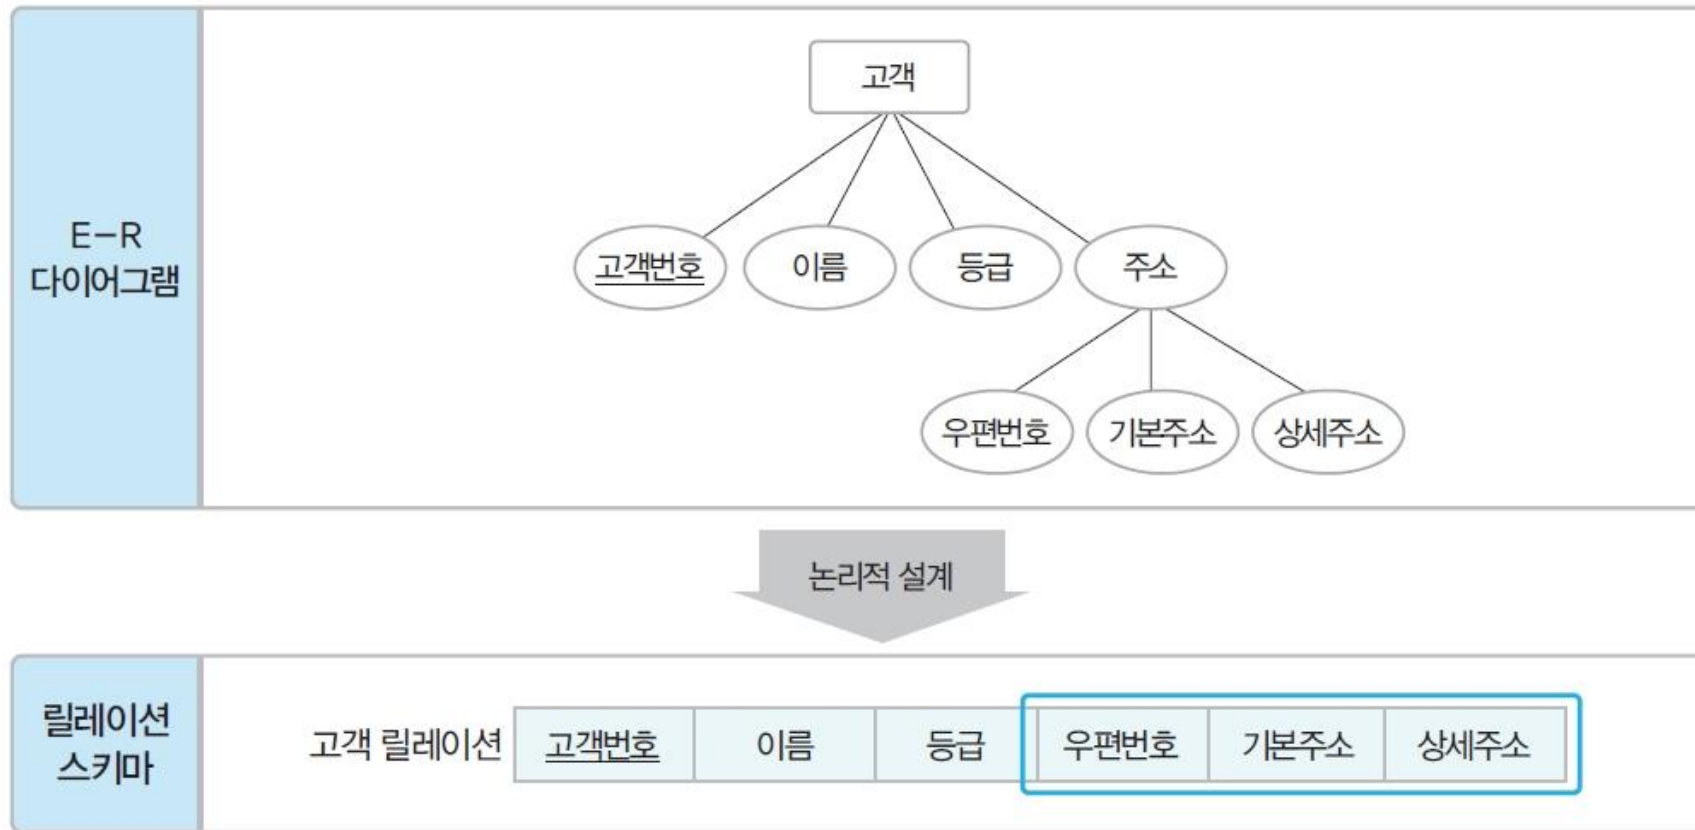 E-R
다이어그램
고객
고객번호 이름 등급 주소
우편번호 기본주소 상세주소
논리적 설계
릴레이션
스키마
고객 릴레이션 고객번호 이름 등급 우편번호 기본주소 상세주소